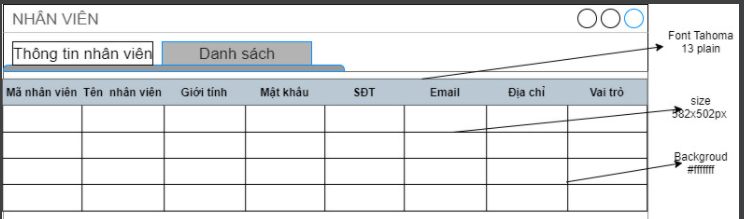 NHÂN VIÊN
Thông tin nhân viên
Danh sách
Font Tahoma
13 plain
Mã nhân viên Tên nhân viên Giới tính Mật khẩu SĐT Email Địa chỉ Vai trò
size
582x502px
Backgroud
#ffffff